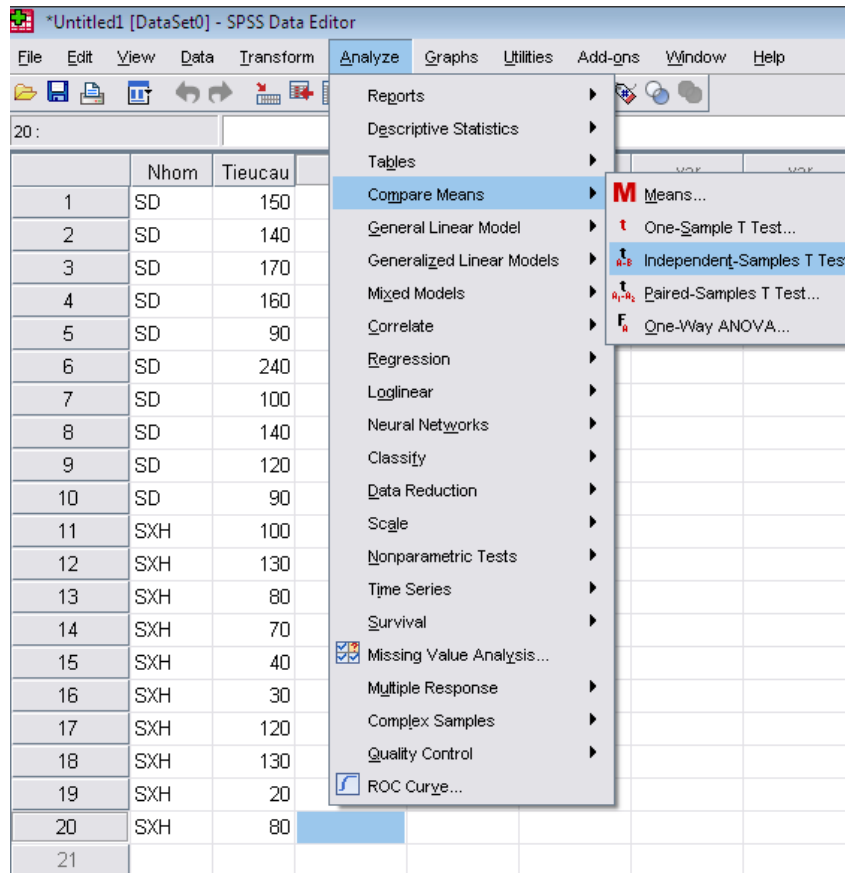 *Untitled1 [DataSet0] - SPSS Data Editor
File Edit View Data Transform Analyze Graphs Utilities Add-ons Window Help
20 :
Nhom Tieucau var var
1 SD 150
2 SD 140
3 SD 170
4 SD 160
5 SD 90
6 SD 240
7 SD 100
8 SD 140
9 SD 120
10 SD 90
11 SXH 100
12 SXH 130
13 SXH 80
14 SXH 70
15 SXH 40
16 SXH 30
17 SXH 120
18 SXH 130
19 SXH 20
20 SXH 80
21
Reports
Descriptive Statistics
Tables
Compare Means
General Linear Model
Generalized Linear Models
Mixed Models
Correlate
Regression
Loglinear
Neural Networks
Classify
Data Reduction
Scale
Nonparametric Tests
Time Series
Survival
Missing Value Analysis...
Multiple Response
Complex Samples
Quality Control
ROC Curve...
M Means...
t One-Sample T Test...
t A-B Independent-Samples T Tes
t A1-A2 Paired-Samples T Test...
F A One-Way ANOVA...